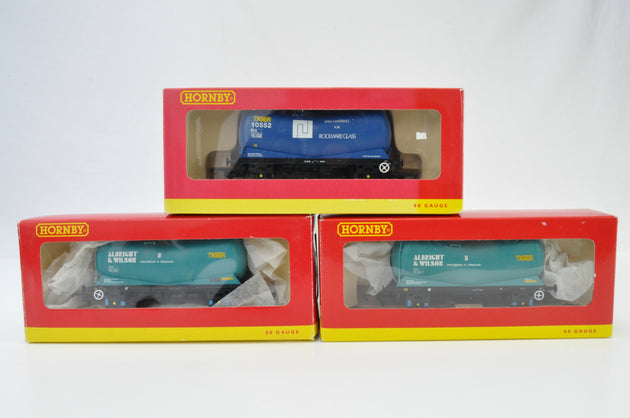 HORNBY
TIGER
10552
FOR
ROCKWARE GLASS
00 GAUGE
HORNBY
ALBRIGHT
& WILSON
TIGER
00 GAUGE
HORNBY
ALBRIGHT
& WILSON
TIGER
00 GAUGE